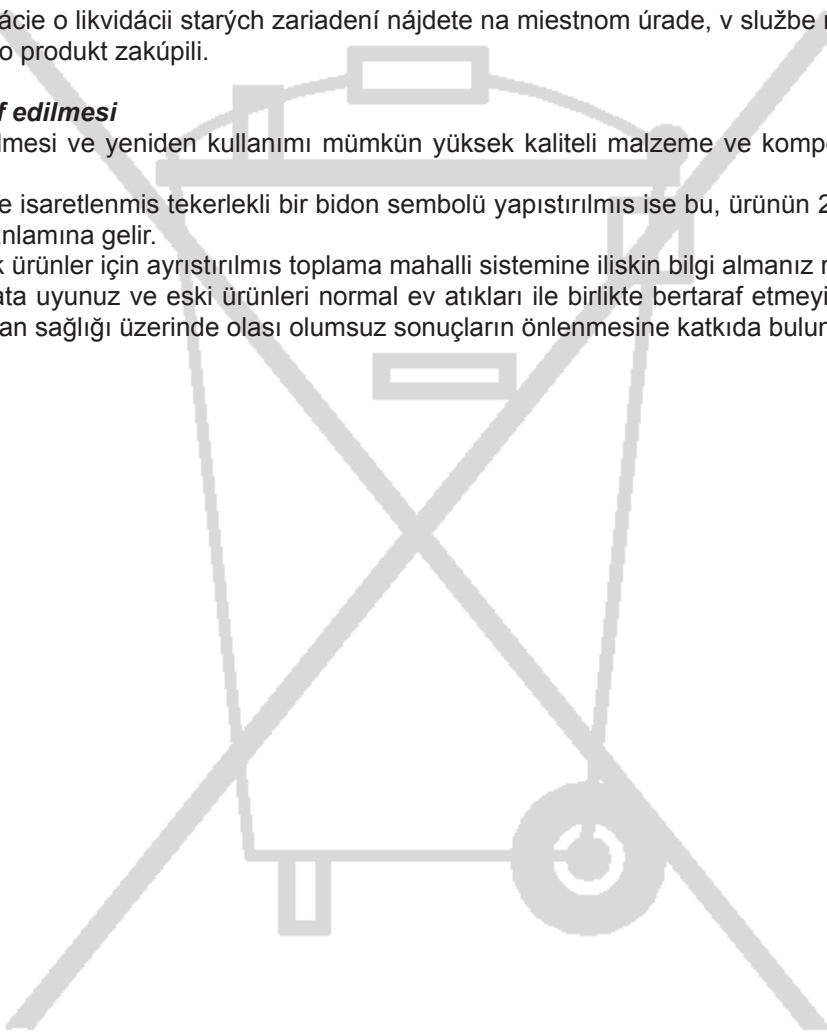 ácie o likvidácii starých zariadení nájdete na miestnom úrade, v službe
o produkt zakúpili.
f edilmesi
lmesi ve yeniden kullanımı mümkün yüksek kaliteli malzeme ve komp
e isaretlenmis tekerlekli bir bidon sembolü yapıstırılmıs ise bu, ürünün 2
nlamına gelir.
k ürünler için ayrıstırılmıs toplama mahalli sistemine iliskin bilgi almanız
ata uyunuz ve eski ürünleri normal ev atıkları ile birlikte bertaraf etmeyi
an sağlığı üzerinde olası olumsuz sonuçların önlenmesine katkıda bulun